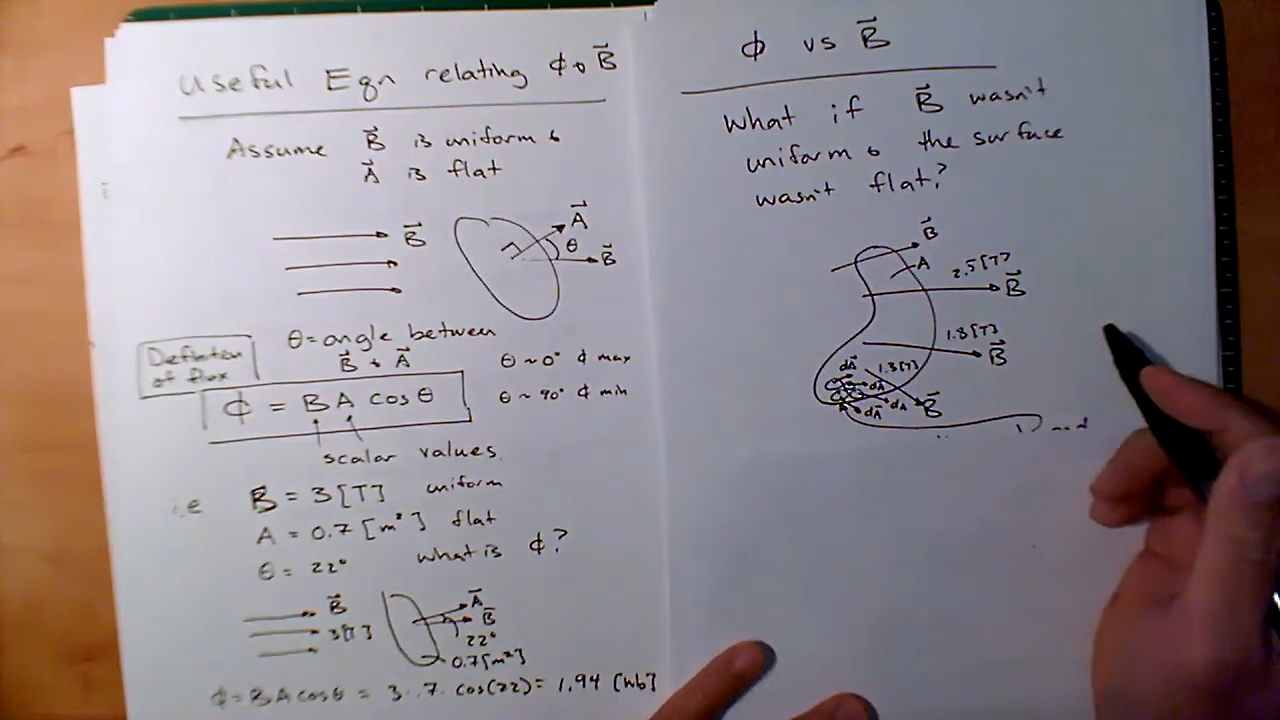 Useful Eqn relating ϕ & B⃗
Assume B⃗ is uniform &
A⃗ is flat
B⃗
A⃗
θ
B⃗
θ = angle between
B⃗ & A⃗
Definition
of flux
θ ~ 0° ϕ max
θ ~ 90° ϕ min
ϕ = B A cos θ
scalar values
i.e
B = 3 [T] uniform
A = 0.7 [m²] flat
θ = 22°
what is ϕ?
B⃗
3[T]
A⃗
B⃗
22°
0.7[m²]
ϕ = B A cos θ = 3 · .7 cos(22) = 1.94 [Wb]
ϕ vs B⃗
What if B⃗ wasn't
uniform & the surface
wasn't flat?
B⃗
A
2.5[T]
B⃗
1.8[T]
B⃗
dA⃗
1.3[T]
dA
dA
dA⃗
B⃗